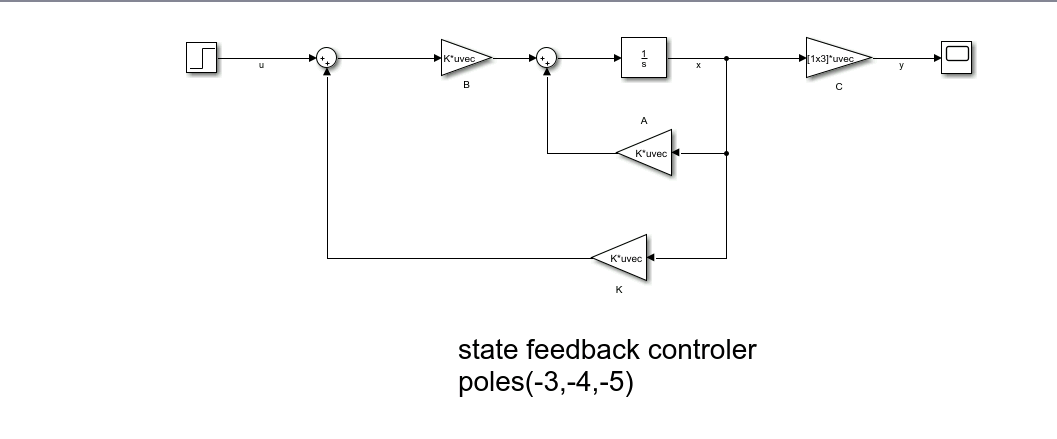 u
K*uvec
B
1
s
x
[1x3]*uvec
C
y
A
K*uvec
K*uvec
K
state feedback controler
poles(-3,-4,-5)